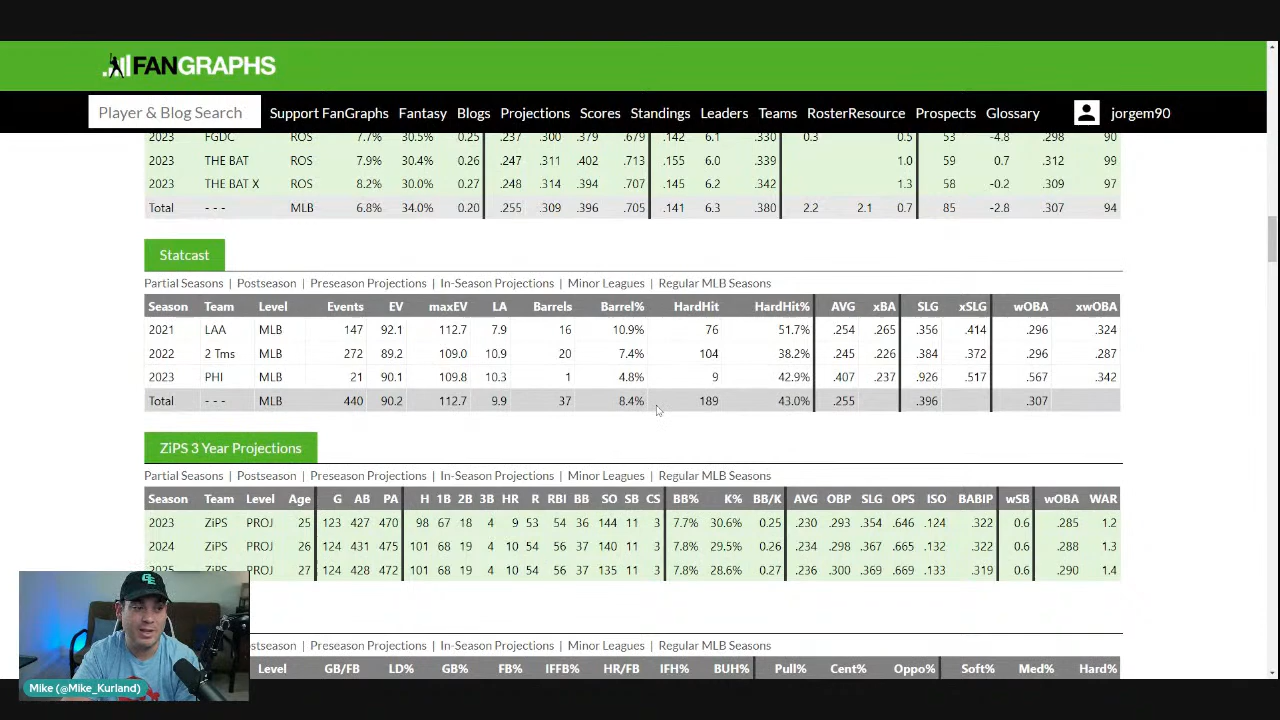 FANGRAPHS
Player & Blog Search Support FanGraphs Fantasy Blogs Projections Scores Standings Leaders Teams RosterResource Prospects Glossary jorgem90
2023 FGDC ROS 7.7% 30.5% 0.25 .237 .300 .379 .679 .142 6.1 .330 0.3 0.5 53 -4.8 .298 90
2023 THE BAT ROS 7.9% 30.4% 0.26 .247 .311 .402 .713 .155 6.0 .339 1.0 59 0.7 .312 99
2023 THE BAT X ROS 8.2% 30.0% 0.27 .248 .314 .394 .707 .145 6.2 .342 1.3 58 -0.2 .309 97
Total - - - MLB 6.8% 34.0% 0.20 .255 .309 .396 .705 .141 6.3 .380 2.2 2.1 0.7 85 -2.8 .307 94
Statcast
Partial Seasons | Postseason | Preseason Projections | In-Season Projections | Minor Leagues | Regular MLB Seasons
Season Team Level Events EV maxEV LA Barrels Barrel% HardHit HardHit% AVG xBA SLG xSLG wOBA xwOBA
2021 LAA MLB 147 92.1 112.7 7.9 16 10.9% 76 51.7% .254 .265 .356 .414 .296 .324
2022 2 Tms MLB 272 89.2 109.0 10.9 20 7.4% 104 38.2% .245 .226 .384 .372 .296 .287
2023 PHI MLB 21 90.1 109.8 10.3 1 4.8% 9 42.9% .407 .237 .926 .517 .567 .342
Total - - - MLB 440 90.2 112.7 9.9 37 8.4% 189 43.0% .255 .396 .307
ZiPS 3 Year Projections
Partial Seasons | Postseason | Preseason Projections | In-Season Projections | Minor Leagues | Regular MLB Seasons
Season Team Level Age G AB PA H 1B 2B 3B HR R RBI BB SO SB CS BB% K% BB/K AVG OBP SLG OPS ISO BABIP wSB wOBA WAR
2023 ZiPS PROJ 25 123 427 470 98 67 18 4 9 53 54 36 144 11 3 7.7% 30.6% 0.25 .230 .293 .354 .646 .124 .322 0.6 .285 1.2
2024 ZiPS PROJ 26 124 431 475 101 68 19 4 10 54 56 37 140 11 3 7.8% 29.5% 0.26 .234 .298 .367 .665 .132 .322 0.6 .288 1.3
2025 ZiPS PROJ 27 124 428 472 101 68 19 4 10 54 56 37 135 11 3 7.8% 28.6% 0.27 .236 .300 .369 .669 .133 .319 0.6 .290 1.4
stseason | Preseason Projections | In-Season Projections | Minor Leagues | Regular MLB Seasons
Level GB/FB LD% GB% FB% IFFB% HR/FB IFH% BUH% Pull% Cent% Oppo% Soft% Med% Hard%
Mike (@Mike_Kurland)